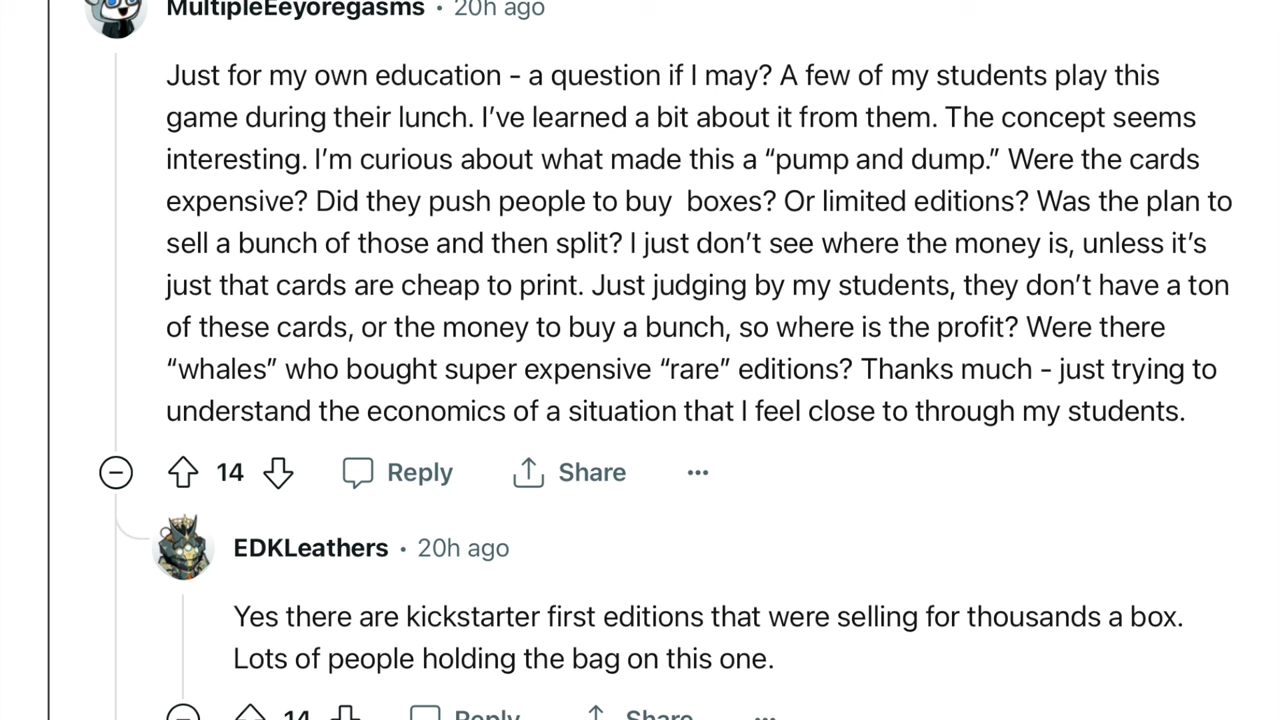 MultipleEeyoregasms • 20h ago
Just for my own education - a question if I may? A few of my students play this
game during their lunch. I’ve learned a bit about it from them. The concept seems
interesting. I’m curious about what made this a “pump and dump.” Were the cards
expensive? Did they push people to buy  boxes? Or limited editions? Was the plan to
sell a bunch of those and then split? I just don’t see where the money is, unless it’s
just that cards are cheap to print. Just judging by my students, they don’t have a ton
of these cards, or the money to buy a bunch, so where is the profit? Were there
“whales” who bought super expensive “rare” editions? Thanks much - just trying to
understand the economics of a situation that I feel close to through my students.
14 Reply Share ...
EDKLeathers • 20h ago
Yes there are kickstarter first editions that were selling for thousands a box.
Lots of people holding the bag on this one.
14 Reply Share ...